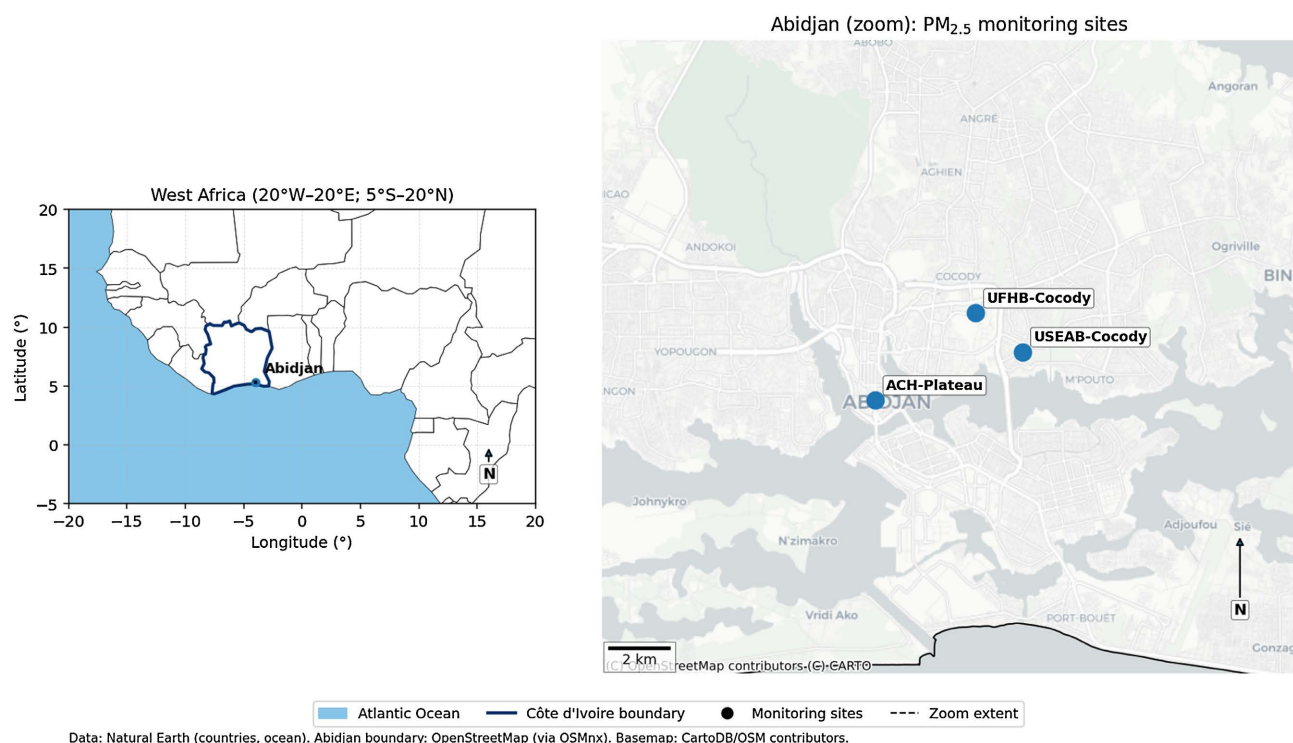 Abidjan (zoom): PM2.5 monitoring sites
ABOBO
Angoran
ANGRÉ
AGHIEN
ICAO
West Africa (20°W–20°E; 5°S–20°N)
ANDOKOI
Ogriville
COCODY
BIN
UFHB-Cocody
USEAB-Cocody
YOPOUGON
M'POUTO
NGON
ACH-Plateau
ABIDJAN
20
15
10
5
0
−5
Latitude (°)
Abidjan
N
−20 −15 −10 −5 0 5 10 15 20
Longitude (°)
Johnykro
Adjoufou
Sié
N'zimakro
N
Vridi Ako
PORT-BOUËT
Gonzag
2 km
(C) OpenStreetMap contributors (C) CARTO
Atlantic Ocean Côte d'Ivoire boundary Monitoring sites Zoom extent
Data: Natural Earth (countries, ocean). Abidjan boundary: OpenStreetMap (via OSMnx). Basemap: CartoDB/OSM contributors.